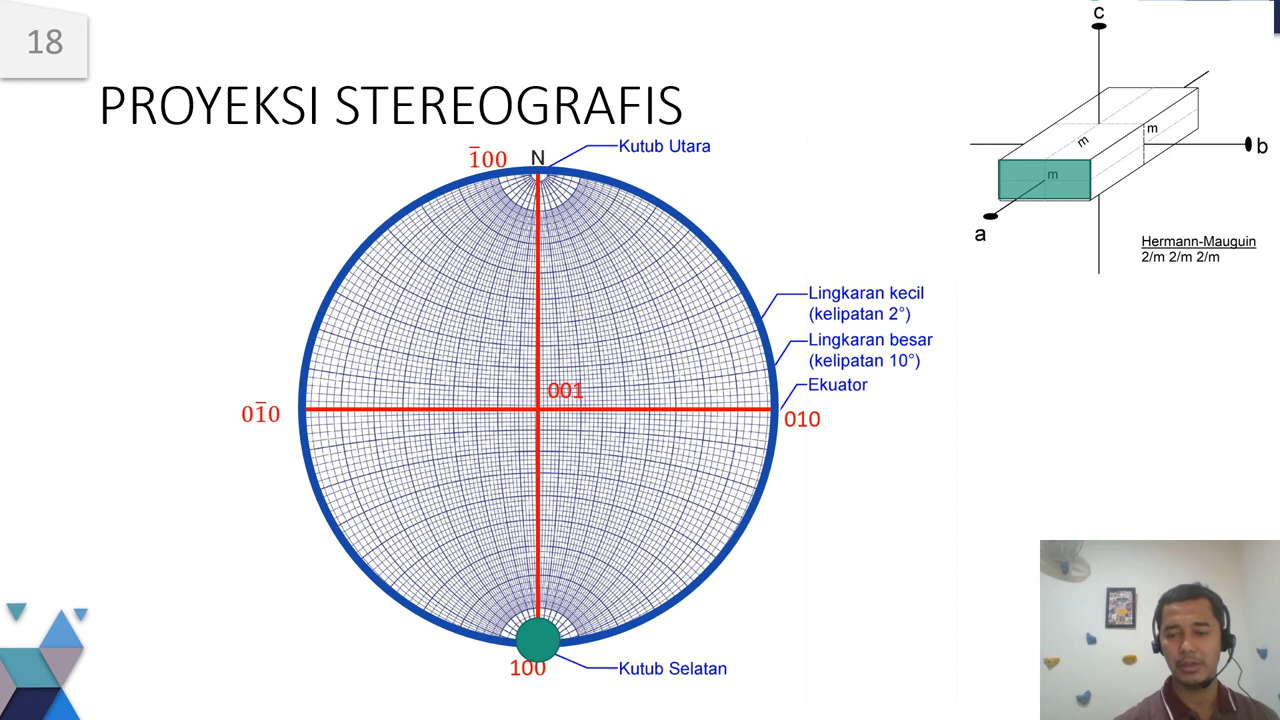 18
PROYEKSI STEREOGRAFIS
1̅00
N
Kutub Utara
Lingkaran kecil
(kelipatan 2°)
Lingkaran besar
(kelipatan 10°)
Ekuator
001
01̅0
010
100
Kutub Selatan
c
m
m
b
m
a
Hermann-Mauguin
2/m 2/m 2/m